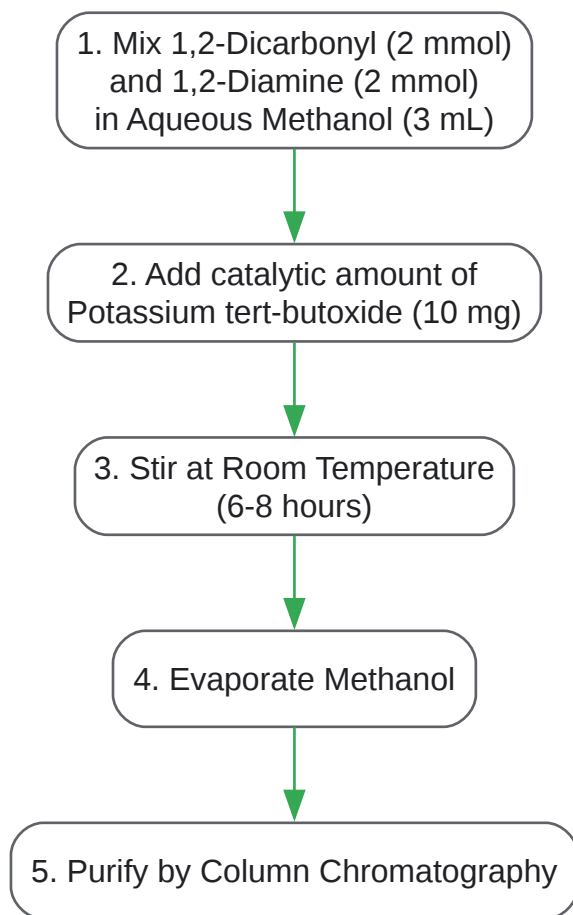 1. Mix 1,2-Dicarbonyl (2 mmol)
and 1,2-Diamine (2 mmol)
in Aqueous Methanol (3 mL)
2. Add catalytic amount of
Potassium tert-butoxide (10 mg)
3. Stir at Room Temperature
(6-8 hours)
4. Evaporate Methanol
5. Purify by Column Chromatography